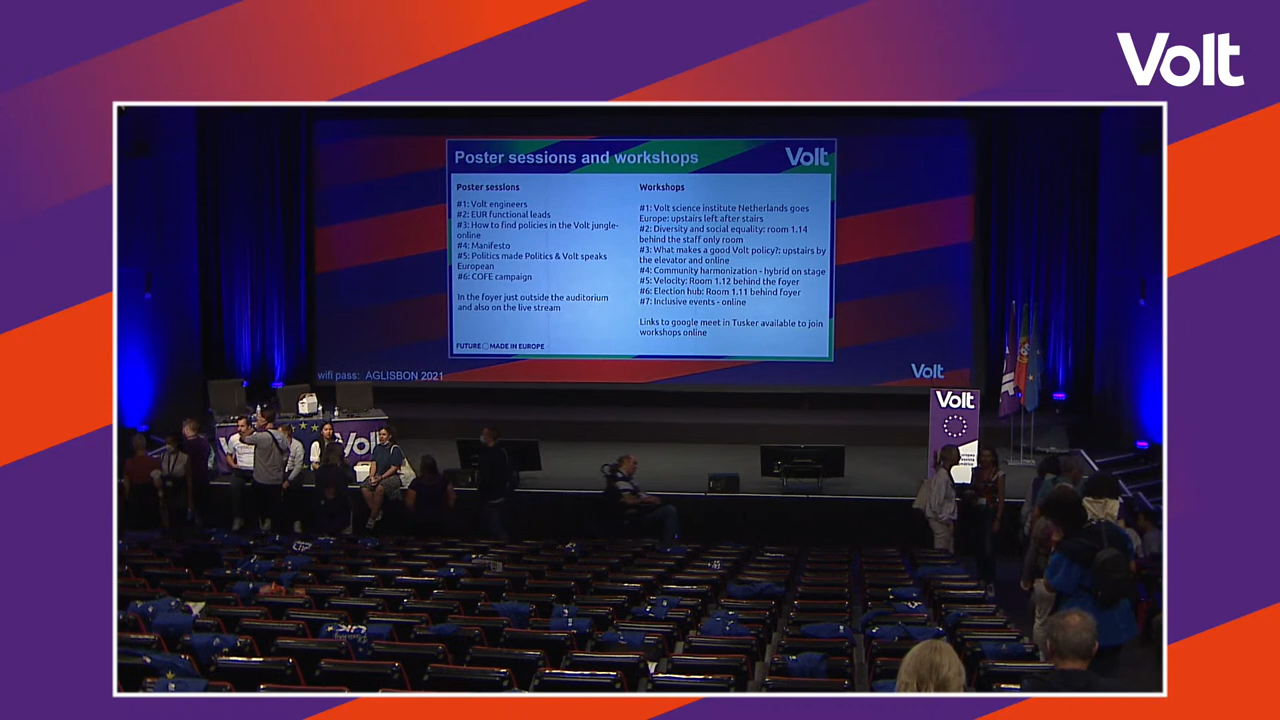 Volt
Poster sessions and workshops
Volt
Poster sessions
#1: Volt engineers
#2: EUR functional leads
#3: How to find policies in the Volt jungle-
online
#4: Manifesto
#5: Politics made Politics & Volt speaks
European
#6: COFE campaign
In the foyer just outside the auditorium
and also on the live stream
FUTURE MADE IN EUROPE
Workshops
#1: Volt science institute Netherlands goes
Europe: upstairs left after stairs
#2: Diversity and social equality: room 1.14
behind the staff only room
#3: What makes a good Volt policy?: upstairs by
the elevator and online
#4: Community harmonization - hybrid on stage
#5: Velocity: Room 1.12 behind the foyer
#6: Election hub: Room 1.11 behind foyer
#7: Inclusive events - online
Links to google meet in Tusker available to join
workshops online
wifi pass: AGLISBON 2021
Volt
Volt
Volt